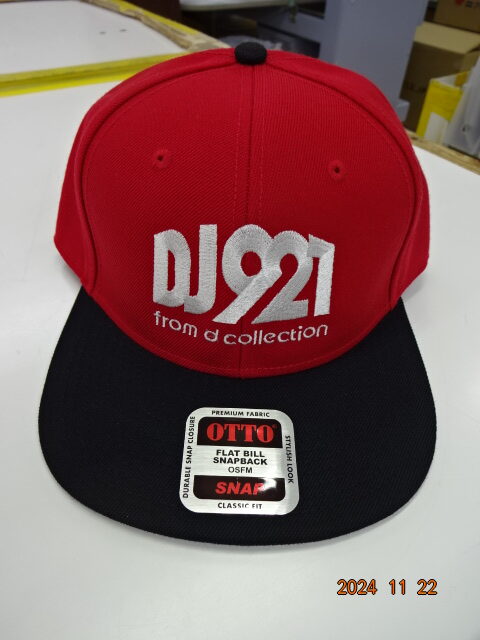 DJ927
from d collection
PREMIUM FABRIC
DURABLE SNAP CLOSURE
OTTO
FLAT BILL
SNAPBACK
OSFM
SNAP
STYLISH LOOK
CLASSIC FIT
2024 11 22